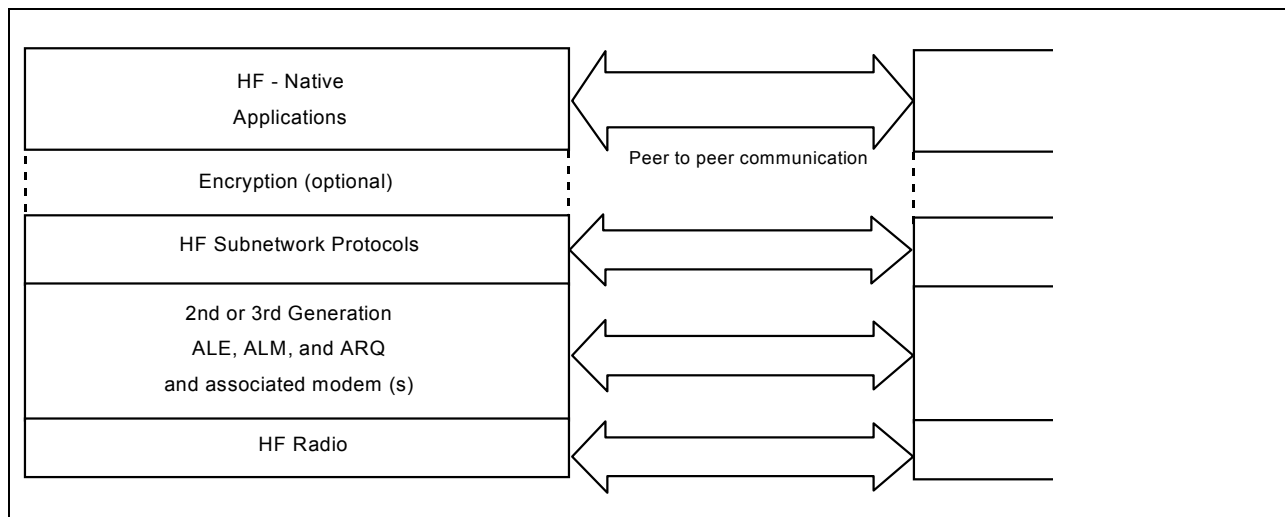 HF - Native
Applications
Peer to peer communication
Encryption (optional)
HF Subnetwork Protocols
2nd or 3rd Generation
ALE, ALM, and ARQ
and associated modem (s)
HF Radio